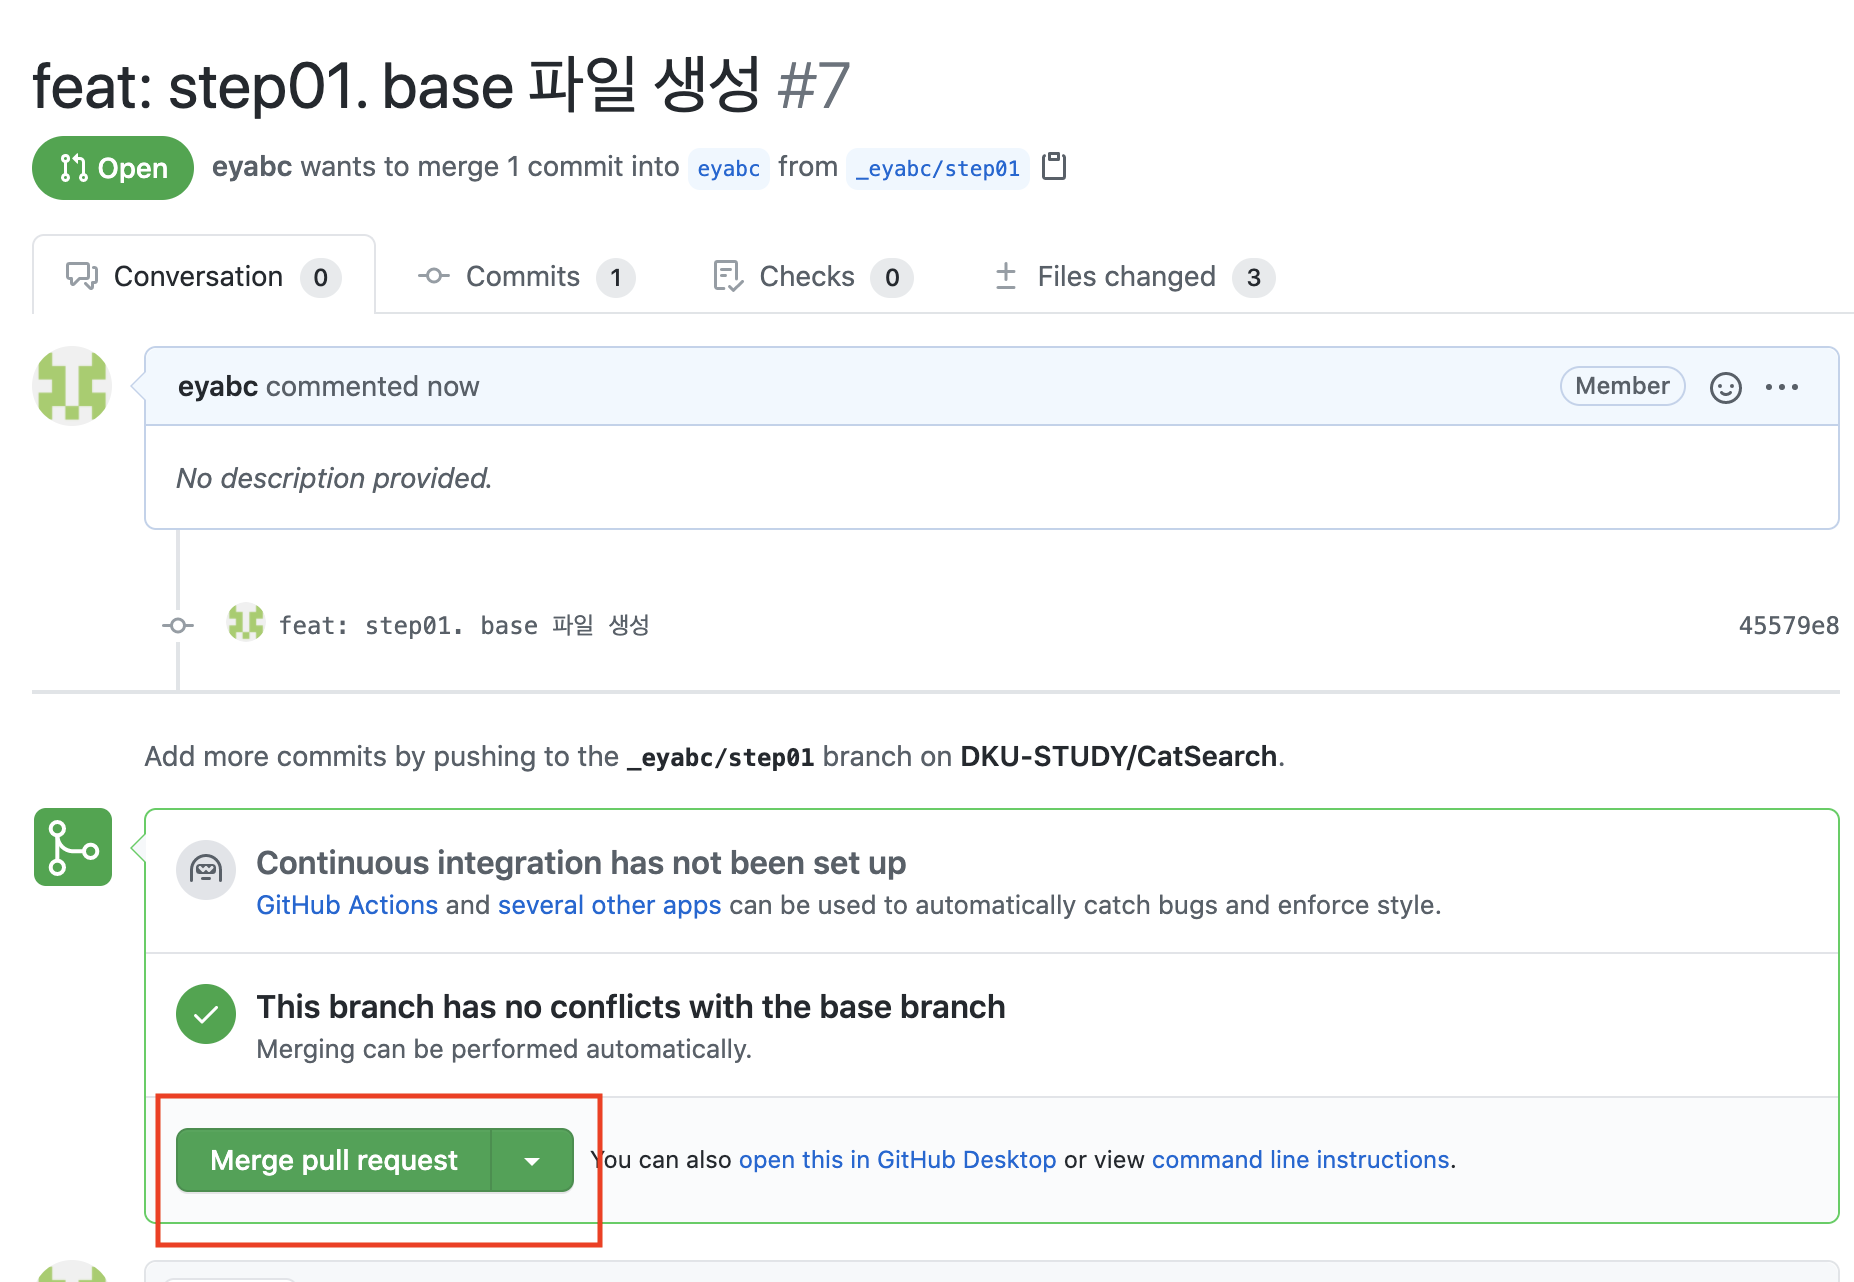 feat: step01. base 파일 생성 #7
Open eyabc wants to merge 1 commit into eyabc from _eyabc/step01
Conversation 0 Commits 1 Checks 0 Files changed 3
eyabc commented now Member
No description provided.
feat: step01. base 파일 생성 45579e8
Add more commits by pushing to the _eyabc/step01 branch on DKU-STUDY/CatSearch.
Continuous integration has not been set up
GitHub Actions and several other apps can be used to automatically catch bugs and enforce style.
This branch has no conflicts with the base branch
Merging can be performed automatically.
Merge pull request You can also open this in GitHub Desktop or view command line instructions.